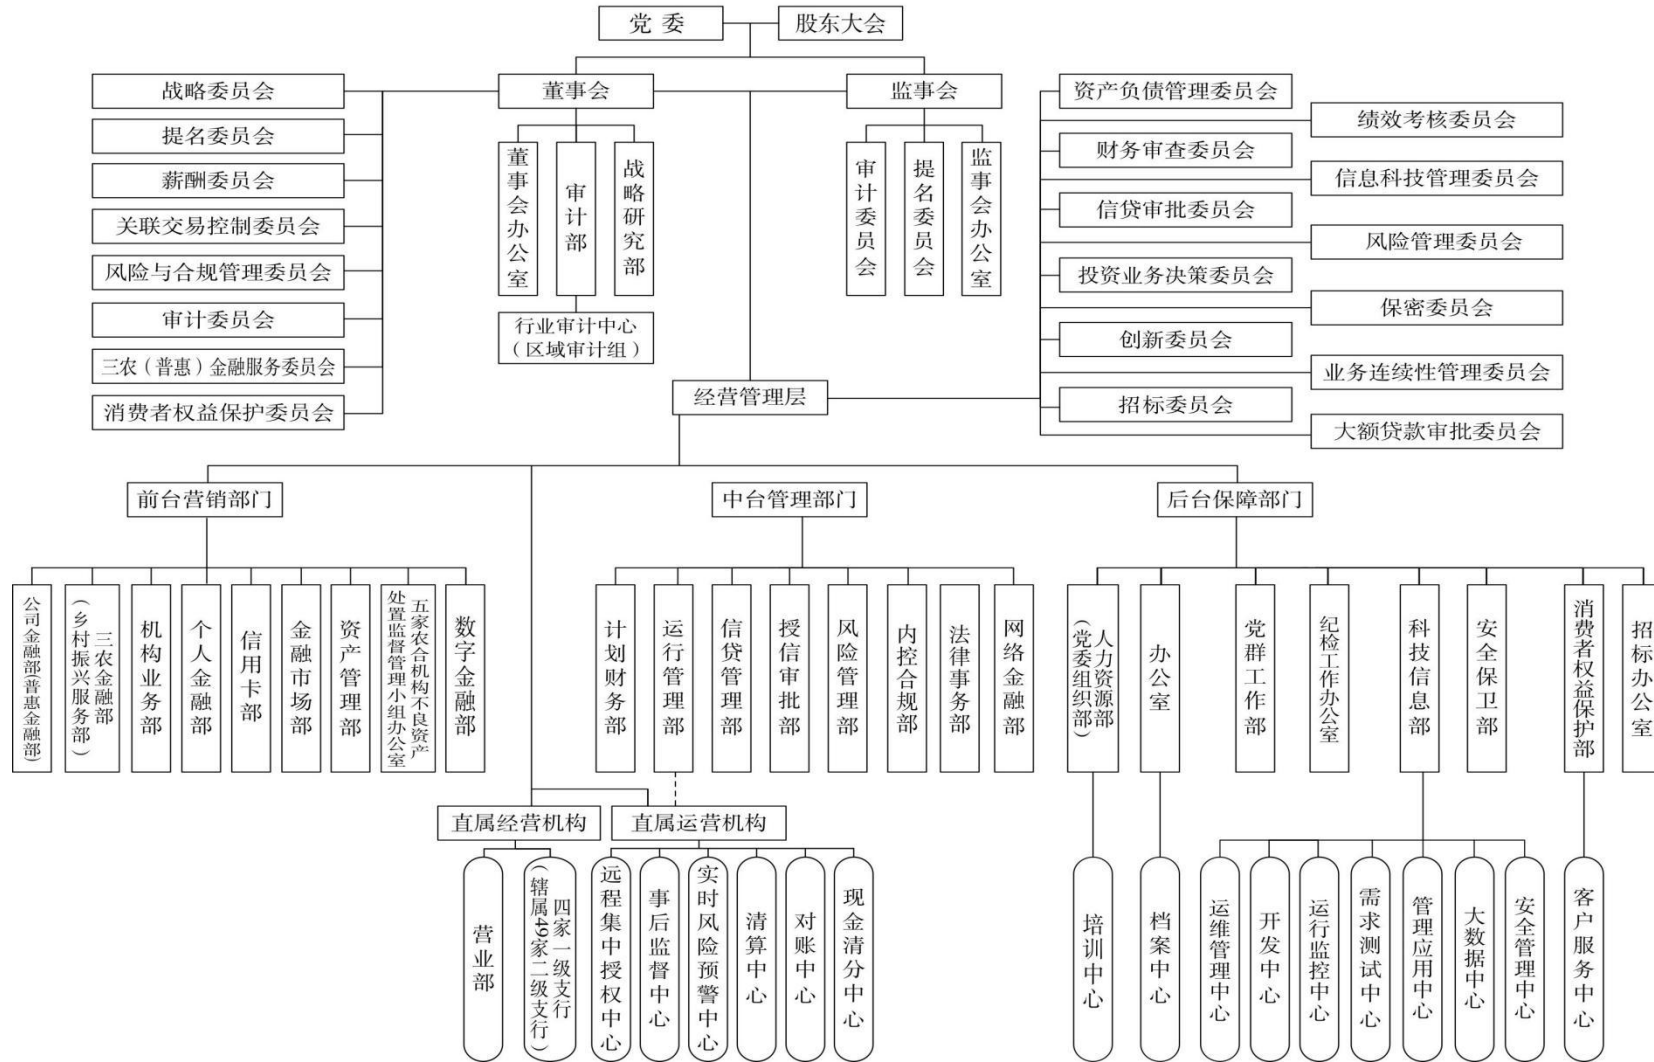 党 委
股东大会
董事会
监事会
战略委员会
提名委员会
薪酬委员会
关联交易控制委员会
风险与合规管理委员会
审计委员会
三农（普惠）金融服务委员会
消费者权益保护委员会
董事会办公室
审计部
战略研究部
行业审计中心
（区域审计组）
审计委员会
提名委员会
监事会办公室
资产负债管理委员会
绩效考核委员会
财务审查委员会
信息科技管理委员会
信贷审批委员会
风险管理委员会
投资业务决策委员会
保密委员会
创新委员会
业务连续性管理委员会
招标委员会
大额贷款审批委员会
经营管理层
前台营销部门
中台管理部门
后台保障部门
公司金融部(普惠金融部)
三农金融部
(乡村振兴服务部)
机构业务部
个人金融部
信用卡部
金融市场部
资产管理部
五家农合机构不良资产
处置监督管理小组办公室
数字金融部
计划财务部
运行管理部
信贷管理部
授信审批部
风险管理部
内控合规部
法律事务部
网络金融部
人力资源部
(党委组织部)
办公室
党群工作部
纪检工作办公室
科技信息部
安全保卫部
消费者权益保护部
招标办公室
直属经营机构
直属运营机构
营业部
四家一级支行
(辖属49家二级支行)
远程集中授权中心
事后监督中心
实时风险预警中心
清算中心
对账中心
现金清分中心
培训中心
档案中心
运维管理中心
开发中心
运行监控中心
需求测试中心
管理应用中心
大数据中心
安全管理中心
客户服务中心